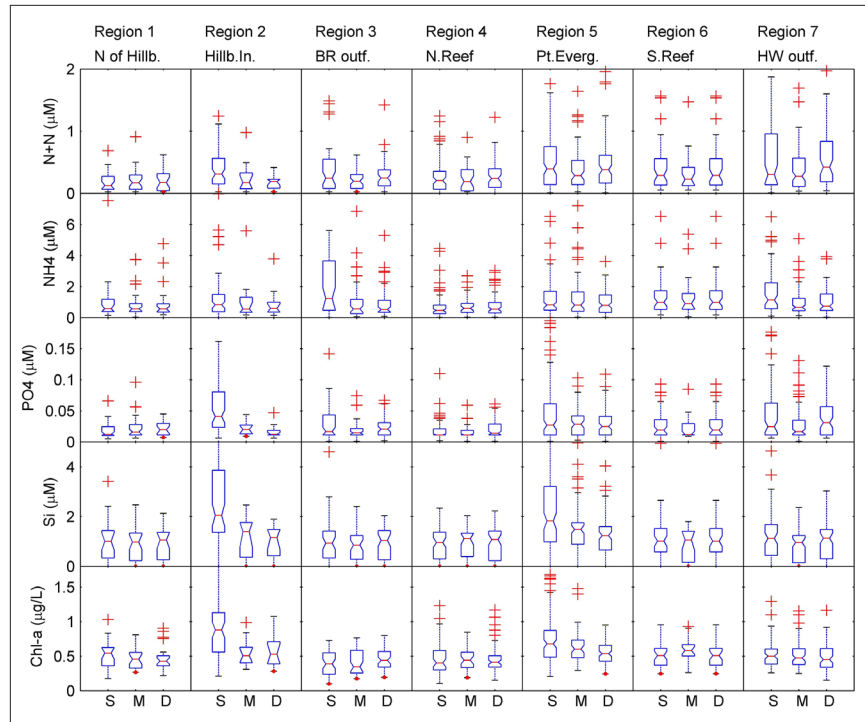 Region 1 Region 2 Region 3 Region 4 Region 5 Region 6 Region 7
N of Hillb. Hillb.In. BR outf. N.Reef Pt.Everg. S.Reef HW outf.
N+N (μM)
2
1
0
NH4 (μM)
6
4
2
0
PO4 (μM)
0.15
0.1
0.05
0
Si (μM)
4
2
0
Chl-a (μg/L)
1.5
1
0.5
0
S M D S M D S M D S M D S M D S M D S M D